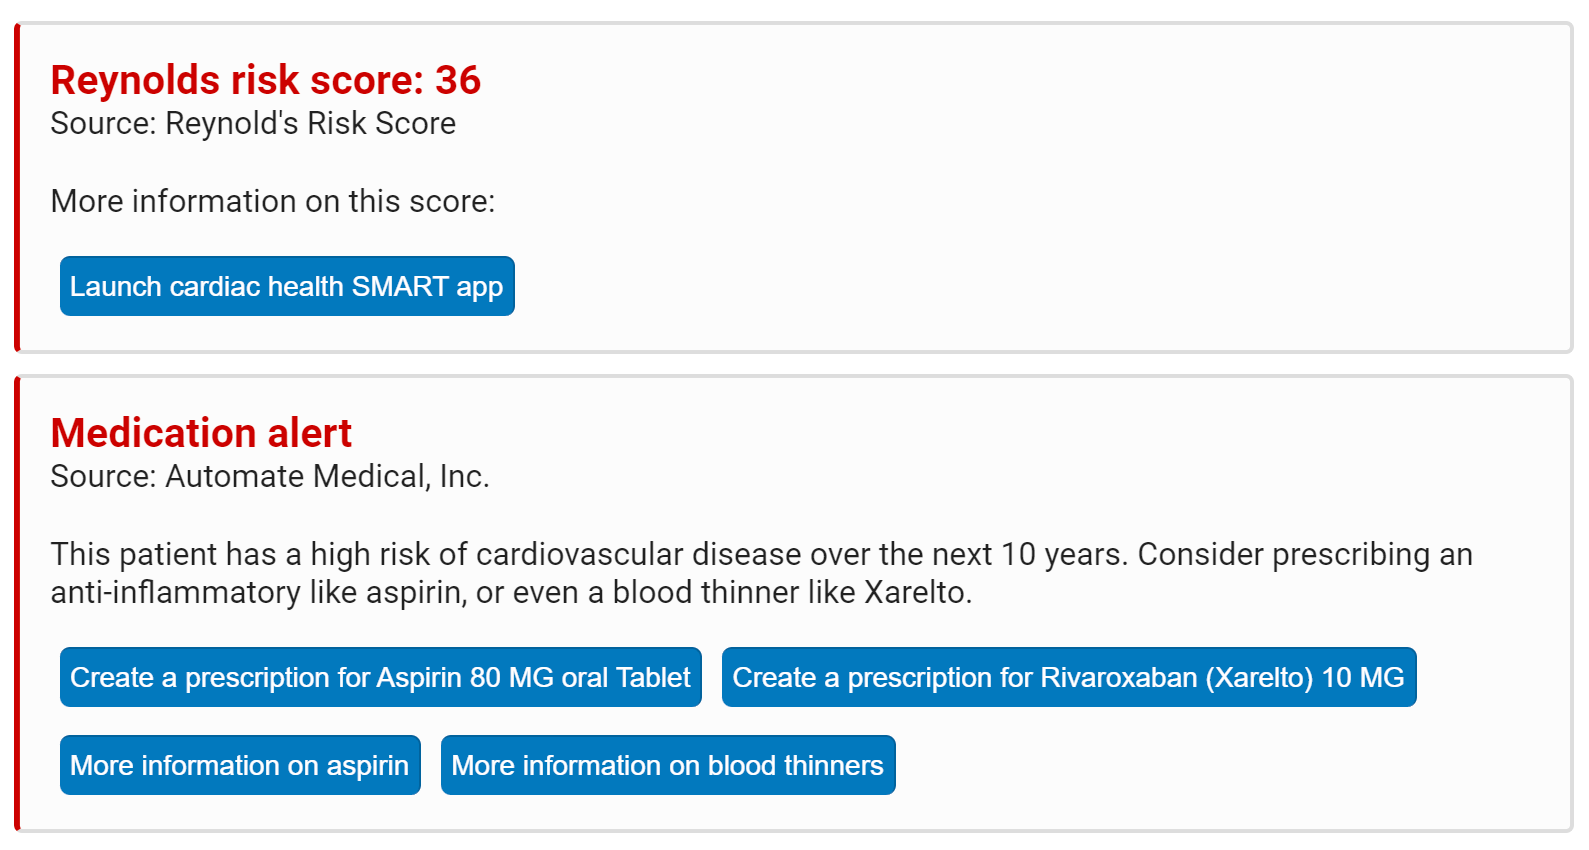 Reynolds risk score: 36
Source: Reynold's Risk Score
More information on this score:
Launch cardiac health SMART app
Medication alert
Source: Automate Medical, Inc.
This patient has a high risk of cardiovascular disease over the next 10 years. Consider prescribing an
anti-inflammatory like aspirin, or even a blood thinner like Xarelto.
Create a prescription for Aspirin 80 MG oral Tablet
Create a prescription for Rivaroxaban (Xarelto) 10 MG
More information on aspirin
More information on blood thinners